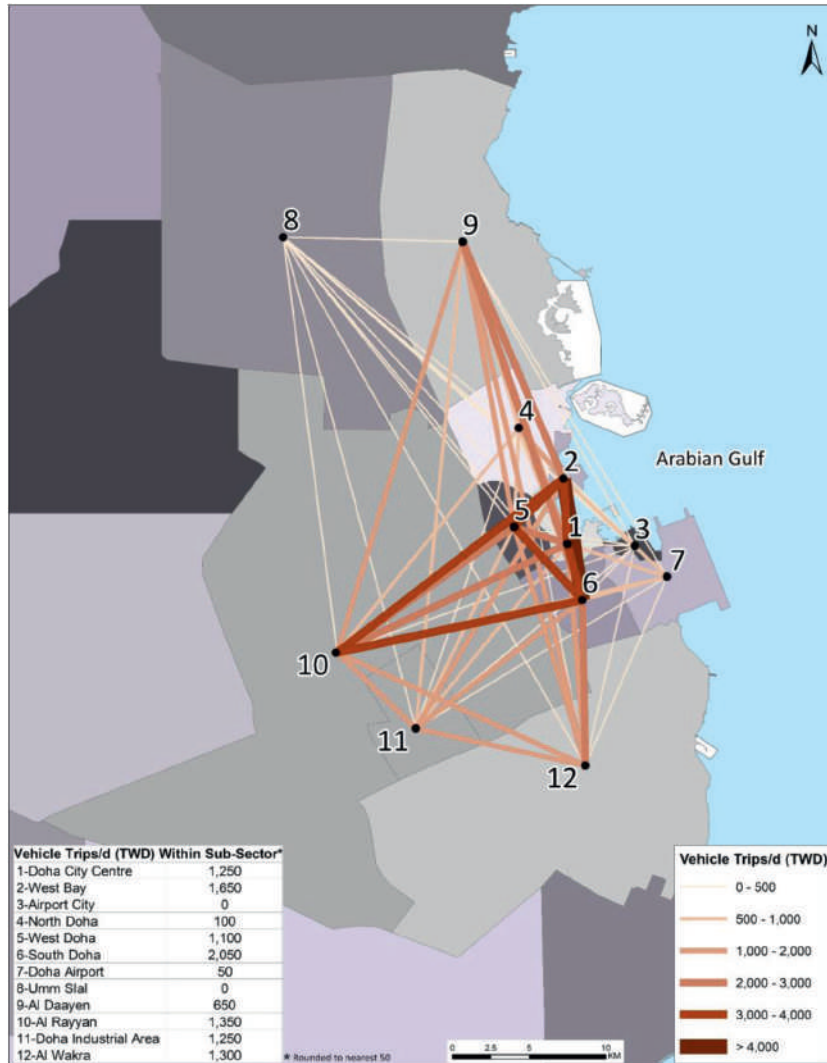 N
8
9
4
2
Arabian Gulf
5
1
3
7
6
10
11
12
Vehicle Trips/d (TWD) Within Sub-Sector*
1-Doha City Centre 1,250
2-West Bay 1,650
3-Airport City 0
4-North Doha 100
5-West Doha 1,100
6-South Doha 2,050
7-Doha Airport 50
8-Umm Slal 0
9-Al Daayen 650
10-Al Rayyan 1,350
11-Doha Industrial Area 1,250
12-Al Wakra 1,300
* Rounded to nearest 50
0 2.5 5 10
KM
Vehicle Trips/d (TWD)
0 - 500
500 - 1,000
1,000 - 2,000
2,000 - 3,000
3,000 - 4,000
> 4,000